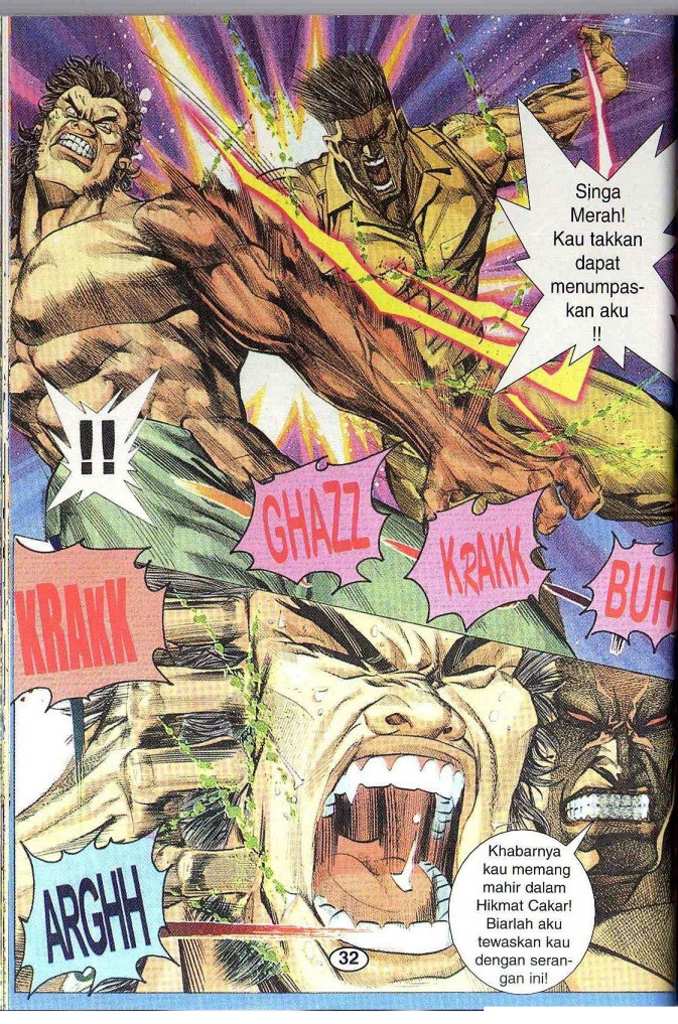 Singa
Merah!
Kau takkan
dapat
menumpas-
kan aku
!!
!!
GHAZZ
KRAKK
BUH
KRAKK
ARGHH
Khabarnya
kau memang
mahir dalam
Hikmat Cakar!
Biarlah aku
tewaskan kau
dengan seran-
gan ini!
32